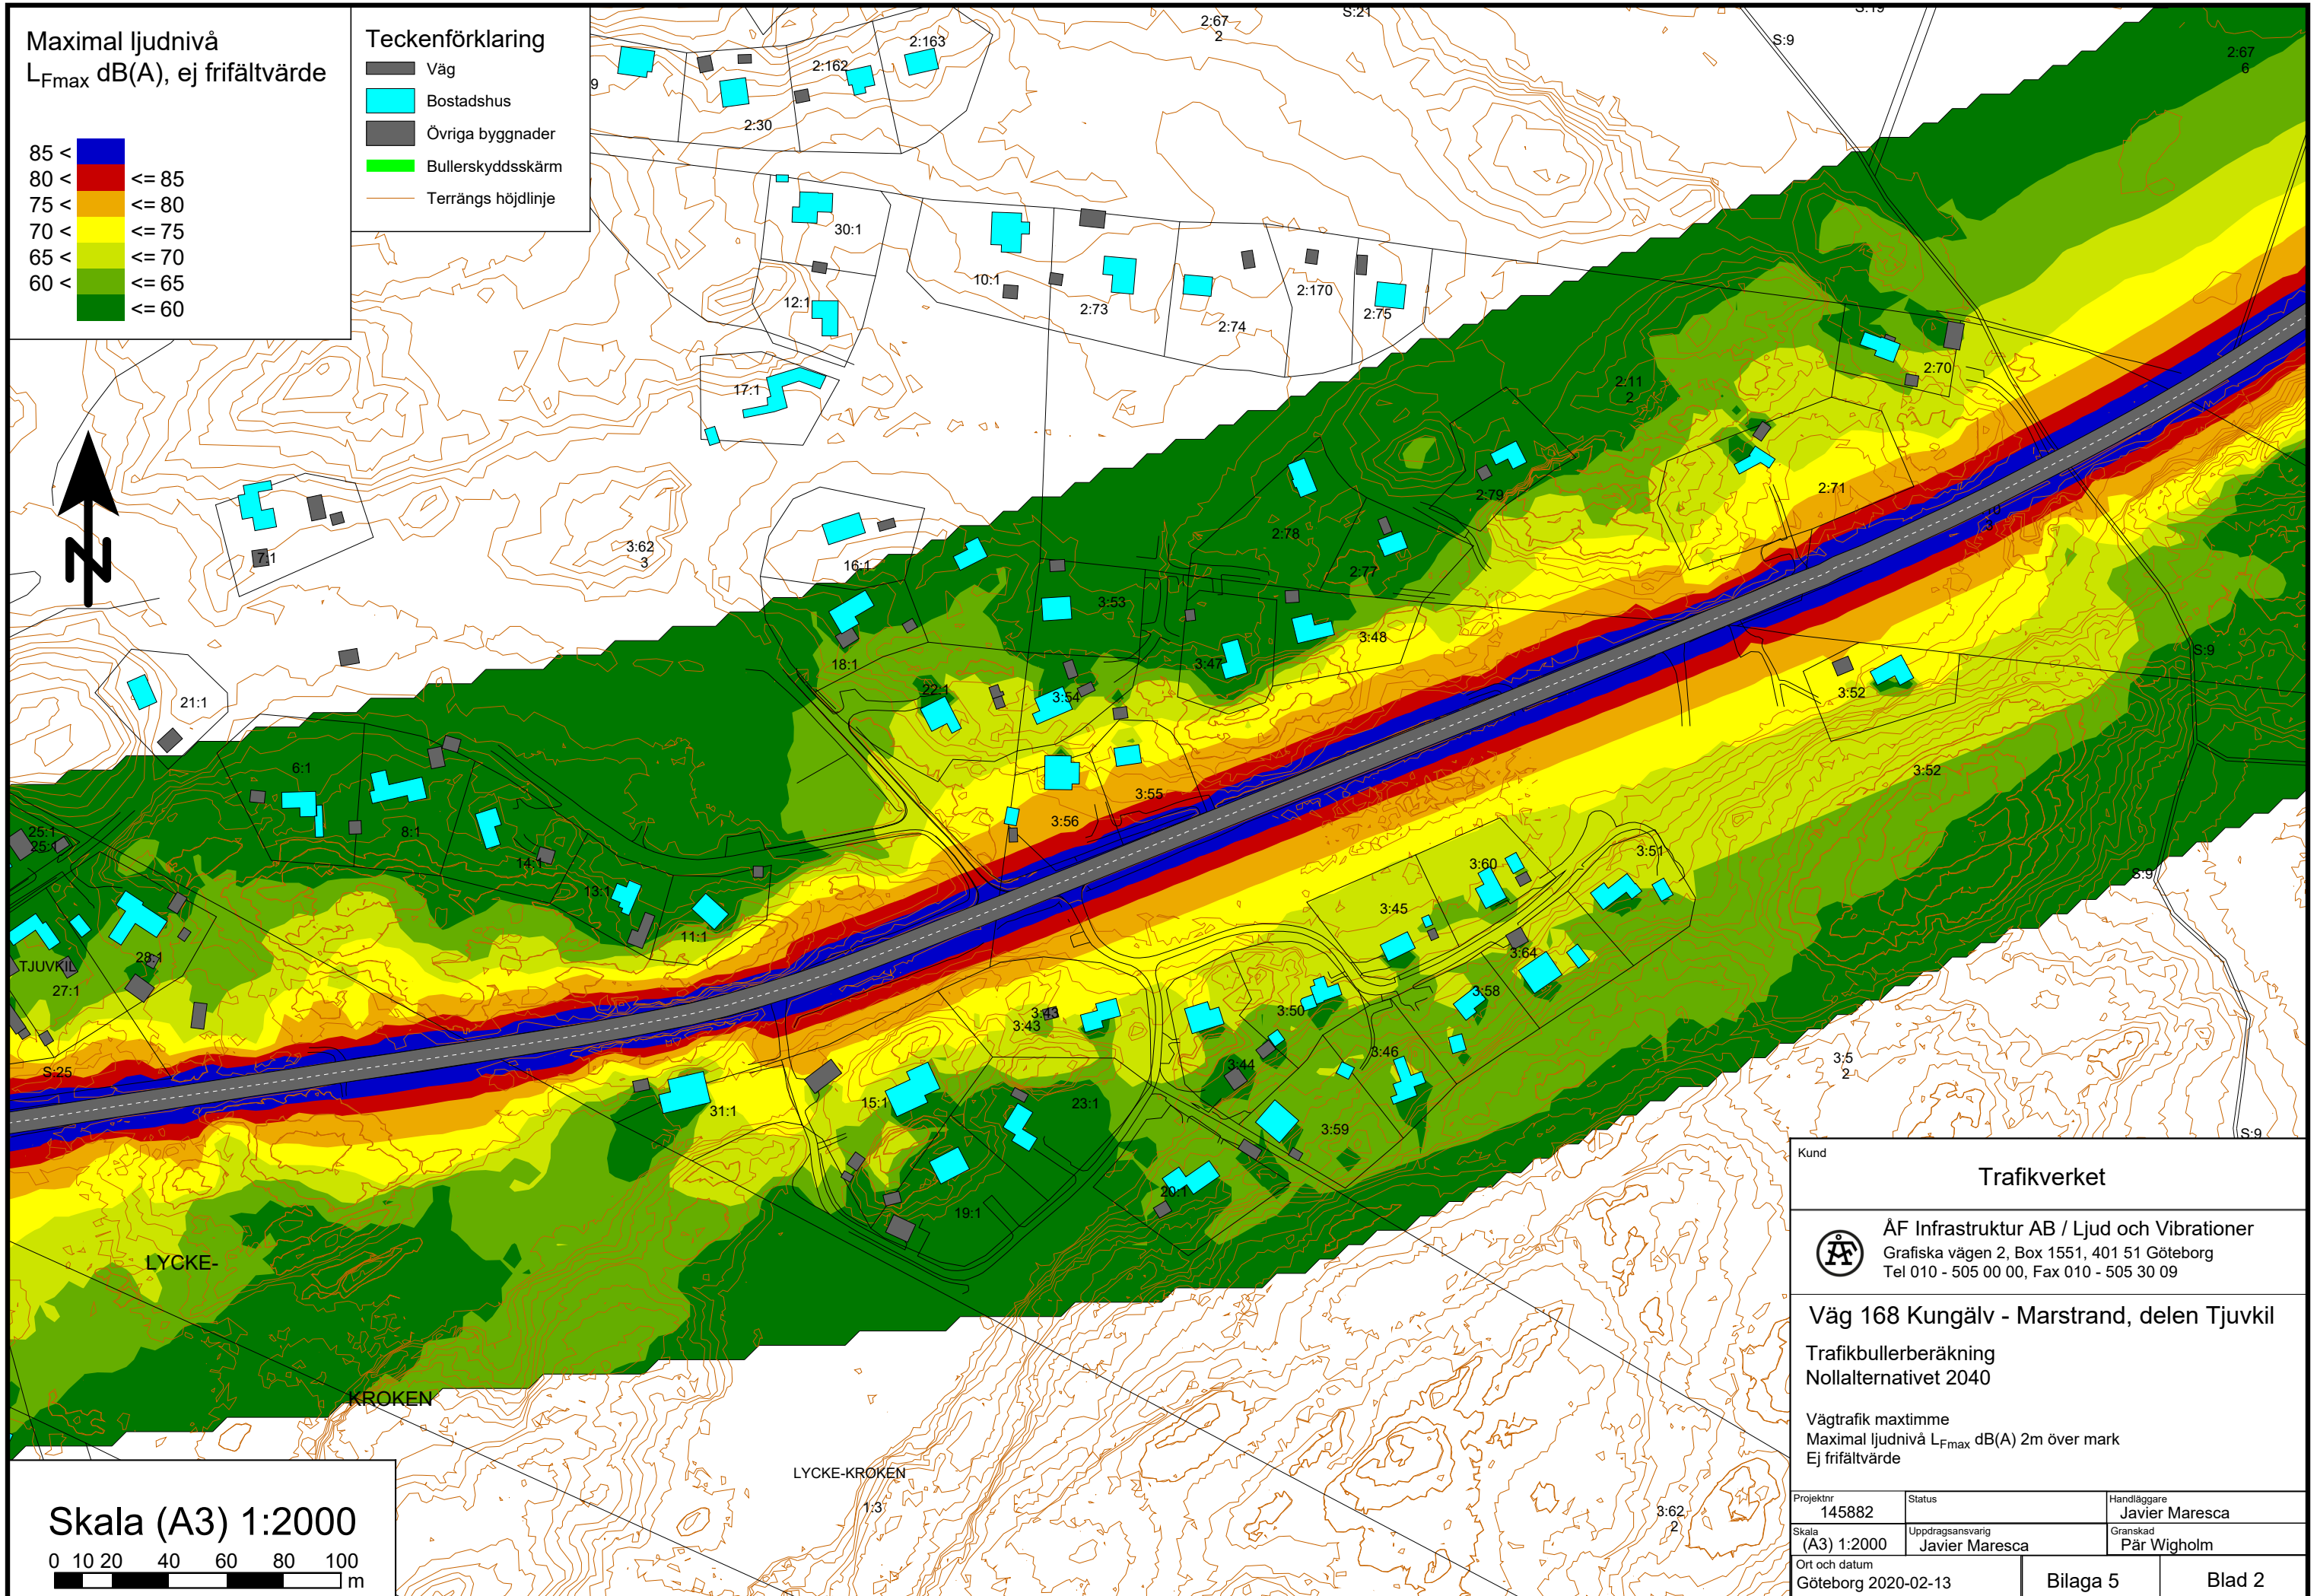 Maximal ljudnivå
LFmax dB(A), ej frifältvärde
85 <
80 < <= 85
75 < <= 80
70 < <= 75
65 < <= 70
60 < <= 65
<= 60
Teckenförklaring
Väg
Bostadshus
Övriga byggnader
Bullerskyddsskärm
Terrängs höjdlinje
N
S:21
S:19
2:67
2
S:9
2:67
6
2:163
2:162
9
2:30
30:1
10:1
12:1
2:73
2:74
2:170
2:75
17:1
2:11
2
2:70
2:71
2:79
2:78
2:77
7:1
3:62
3
16:1
3:53
3:48
3:47
18:1
22:1
3:54
21:1
S:9
3:52
3:52
6:1
8:1
3:55
3:56
25:1
25:1
14:1
13:1
11:1
3:60
3:51
3:45
S:9
3:64
28:1
TJUVKIL
27:1
3:58
3:43
3:43
3:50
3:46
3:44
3:5
2
S:25
31:1
15:1
23:1
3:59
20:1
19:1
S:9
LYCKE-
KROKEN
LYCKE-KROKEN
1:3
3:62
2
Skala (A3) 1:2000
0 10 20 40 60 80 100
m
Kund
Trafikverket
ÅF
ÅF Infrastruktur AB / Ljud och Vibrationer
Grafiska vägen 2, Box 1551, 401 51 Göteborg
Tel 010 - 505 00 00, Fax 010 - 505 30 09
Väg 168 Kungälv - Marstrand, delen Tjuvkil
Trafikbullerberäkning
Nollalternativet 2040
Vägtrafik maxtimme
Maximal ljudnivå LFmax dB(A) 2m över mark
Ej frifältvärde
Projektnr
145882
Status
Handläggare
Javier Maresca
Skala
(A3) 1:2000
Uppdragsansvarig
Javier Maresca
Granskad
Pär Wigholm
Ort och datum
Göteborg 2020-02-13
Bilaga 5
Blad 2